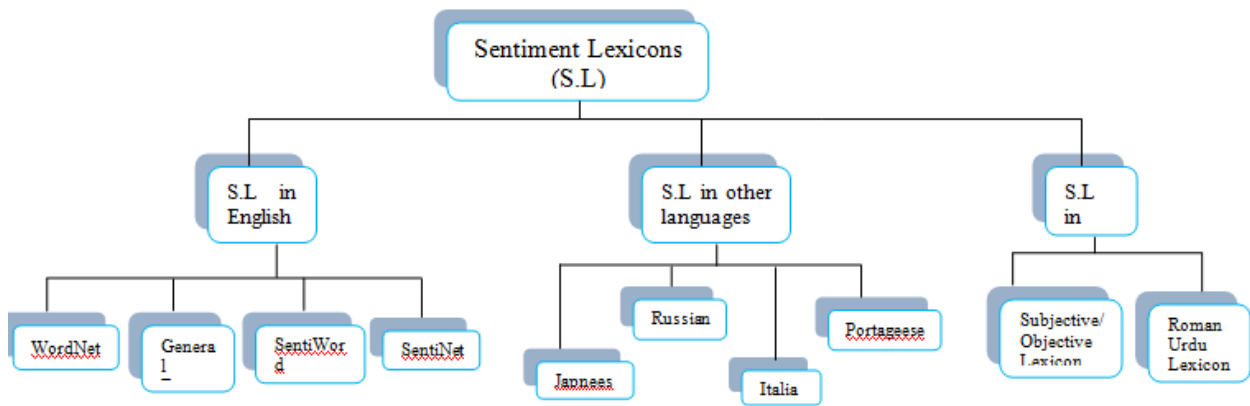 Sentiment Lexicons
(S.L)
S.L in
English
S.L in other
languages
S.L
in
WordNet
Genera
l
SentiWor
d
SentiNet
Japnees
Russian
Italia
Portageese
Subjective/
Objective
Lexicon
Roman
Urdu
Lexicon